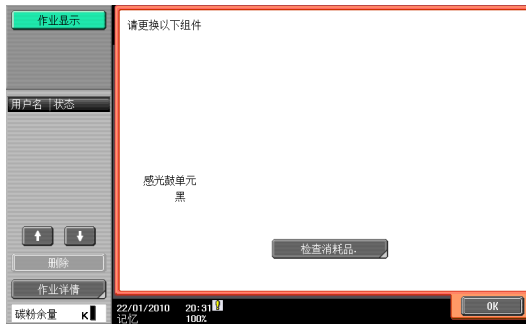 作业显示
请更换以下组件
用户名 状态
感光鼓单元
黑
检查消耗品.
删除
作业详情
碳粉余量 K
22/01/2010 20:31
记忆 100%
OK